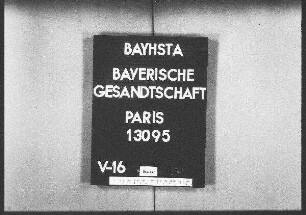 BAYHSTA
BAYERISCHE
GESANDTSCHAFT
PARIS
13095
V-16